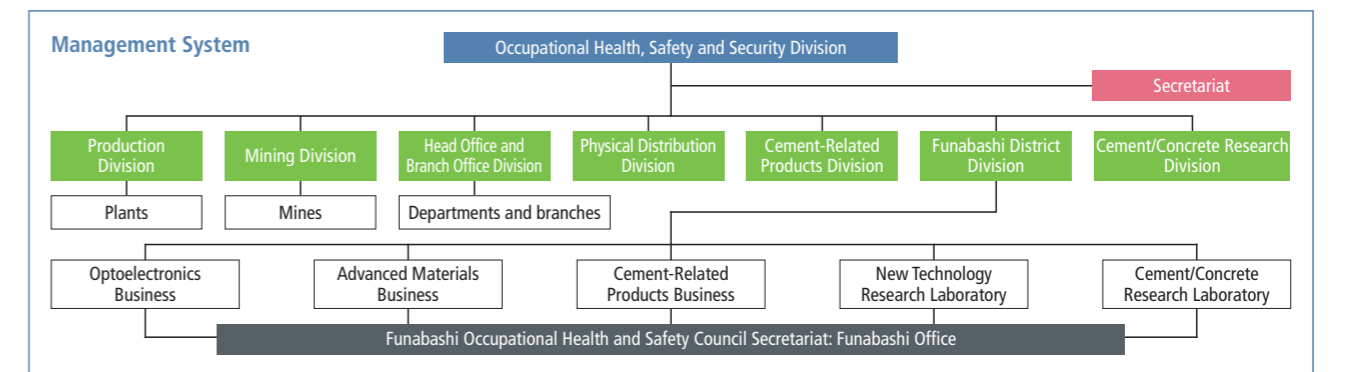 Management System
Occupational Health, Safety and Security Division
Secretariat
Production
Division
Mining Division
Head Office and
Branch Office Division
Physical Distribution
Division
Cement-Related
Products Division
Funabashi District
Division
Cement/Concrete Research
Division
Plants
Mines
Departments and branches
Optoelectronics
Business
Advanced Materials
Business
Cement-Related
Products Business
New Technology
Research Laboratory
Cement/Concrete
Research Laboratory
Funabashi Occupational Health and Safety Council Secretariat: Funabashi Office